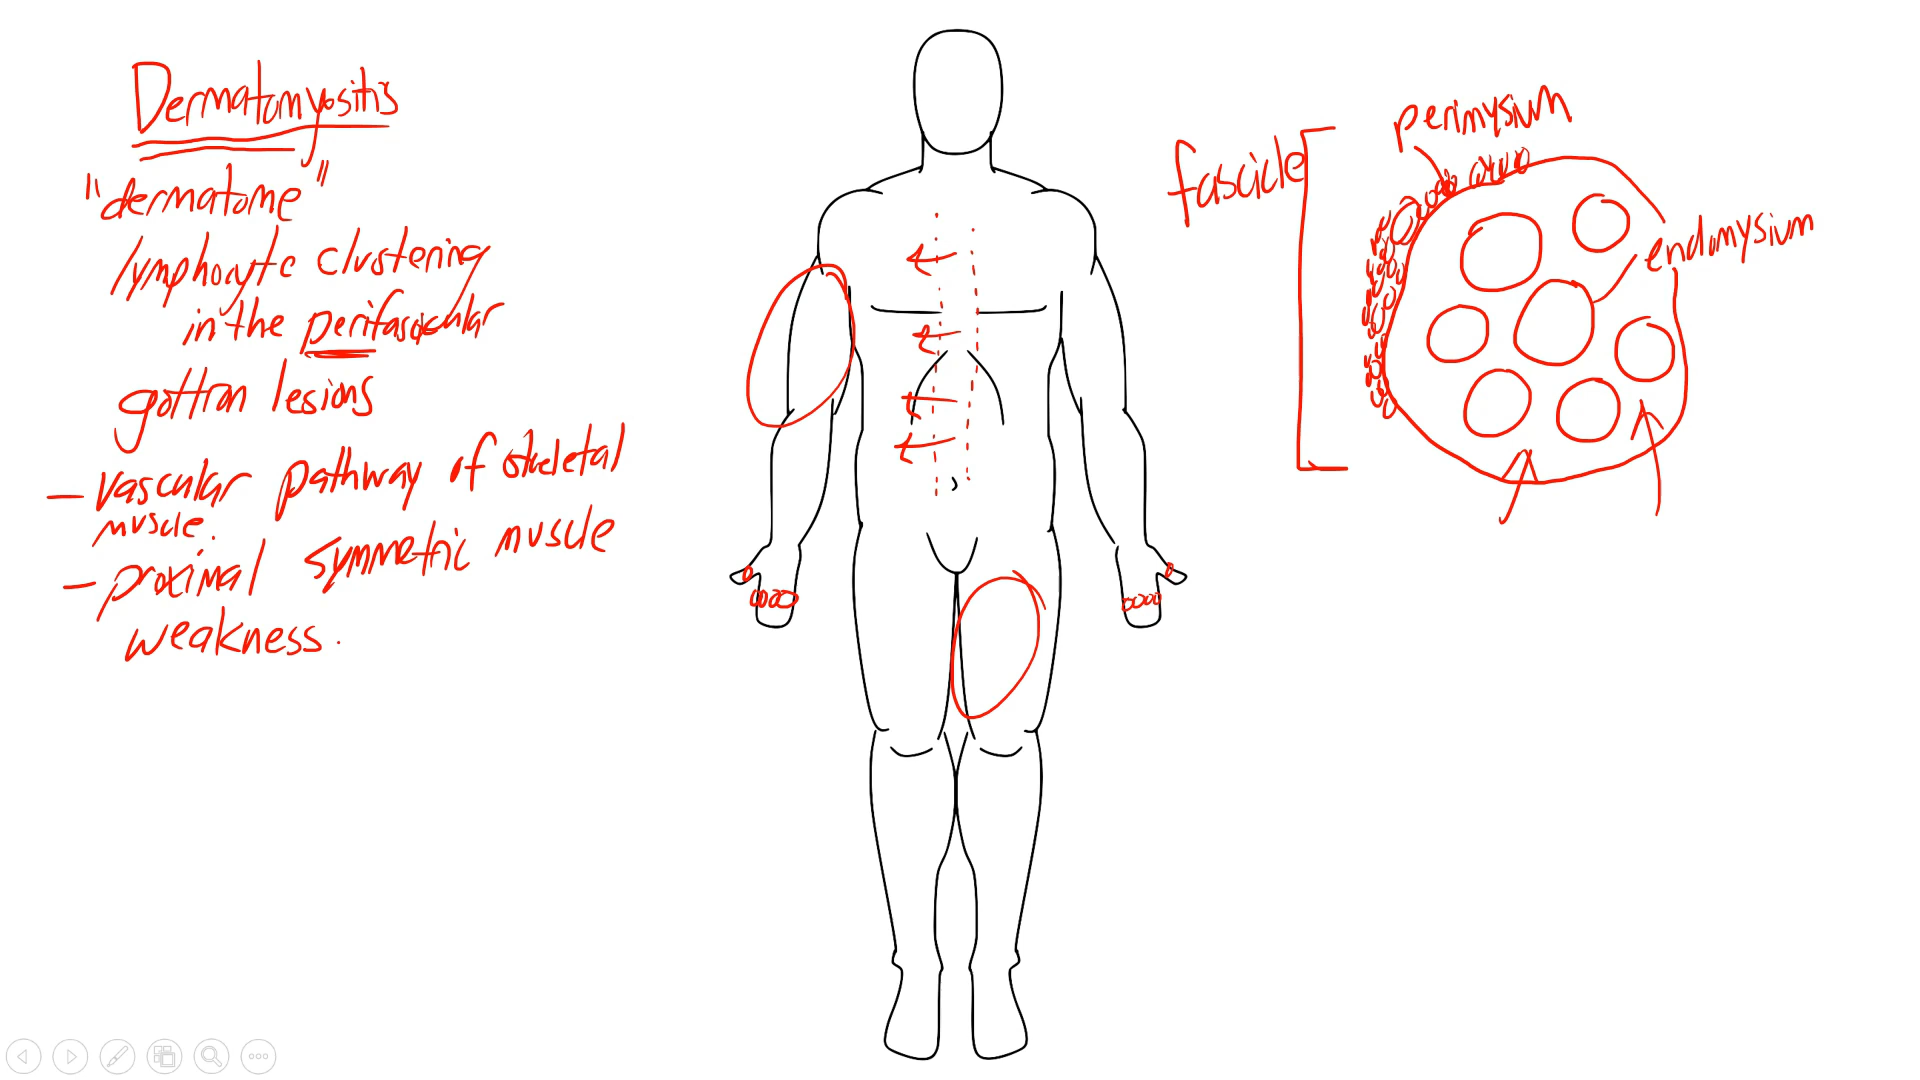 Dermatomyositis
"dermatome"
lymphocytic clustering
in the perifascicular
gottron lesions
- vascular pathway of skeletal
muscle.
- proximal symmetric muscle
weakness.
fascicle
perimysium
endomysium